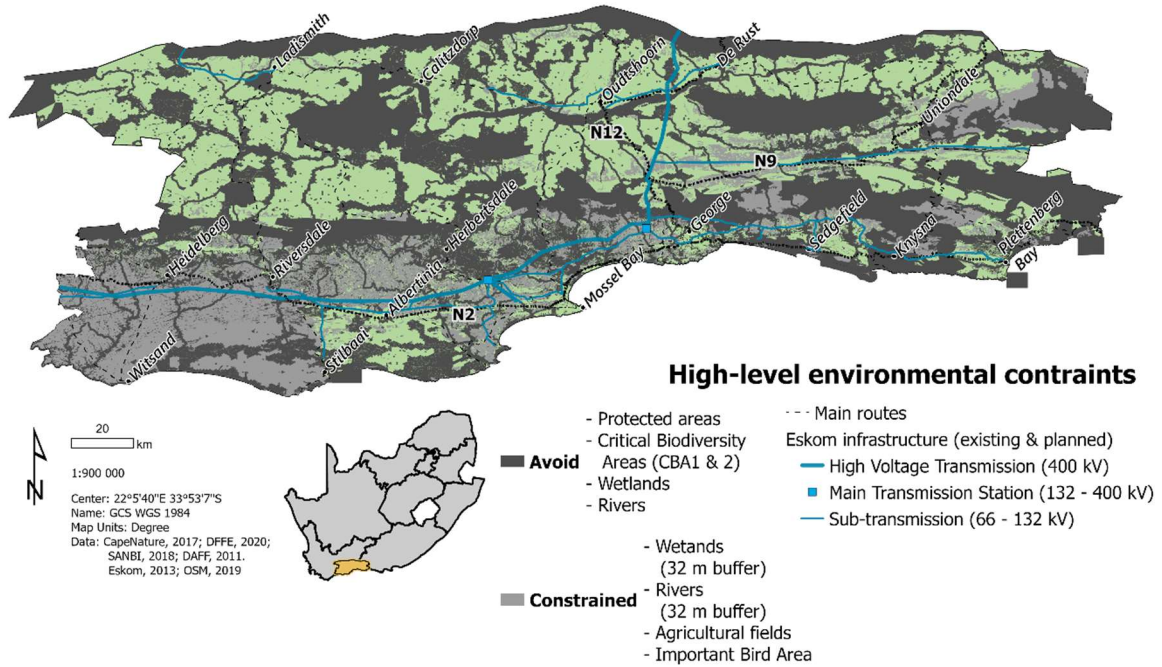 Ladismith
Calitzdorp
Oudtshoorn
De Rust
Uniondale
N12
N9
Heidelberg
Riversdale
Herbertsdale
Albertinia
George
Sedgefield
Knysna
Plettenberg
Bay
Mossel Bay
N2
Witsand
Stilbaai
High-level environmental contraints
20
km
N
1:900 000
Center: 22°5'40"E 33°53'7"S
Name: GCS WGS 1984
Map Units: Degree
Data: CapeNature, 2017; DFFE, 2020;
SANBI, 2018; DAFF, 2011.
Eskom, 2013; OSM, 2019
Avoid
- Protected areas
- Critical Biodiversity
Areas (CBA1 & 2)
- Wetlands
- Rivers
Constrained
- Wetands
(32 m buffer)
- Rivers
(32 m buffer)
- Agricultural fields
- Important Bird Area
Main routes
Eskom infrastructure (existing & planned)
High Voltage Transmission (400 kV)
Main Transmission Station (132 - 400 kV)
Sub-transmission (66 - 132 kV)